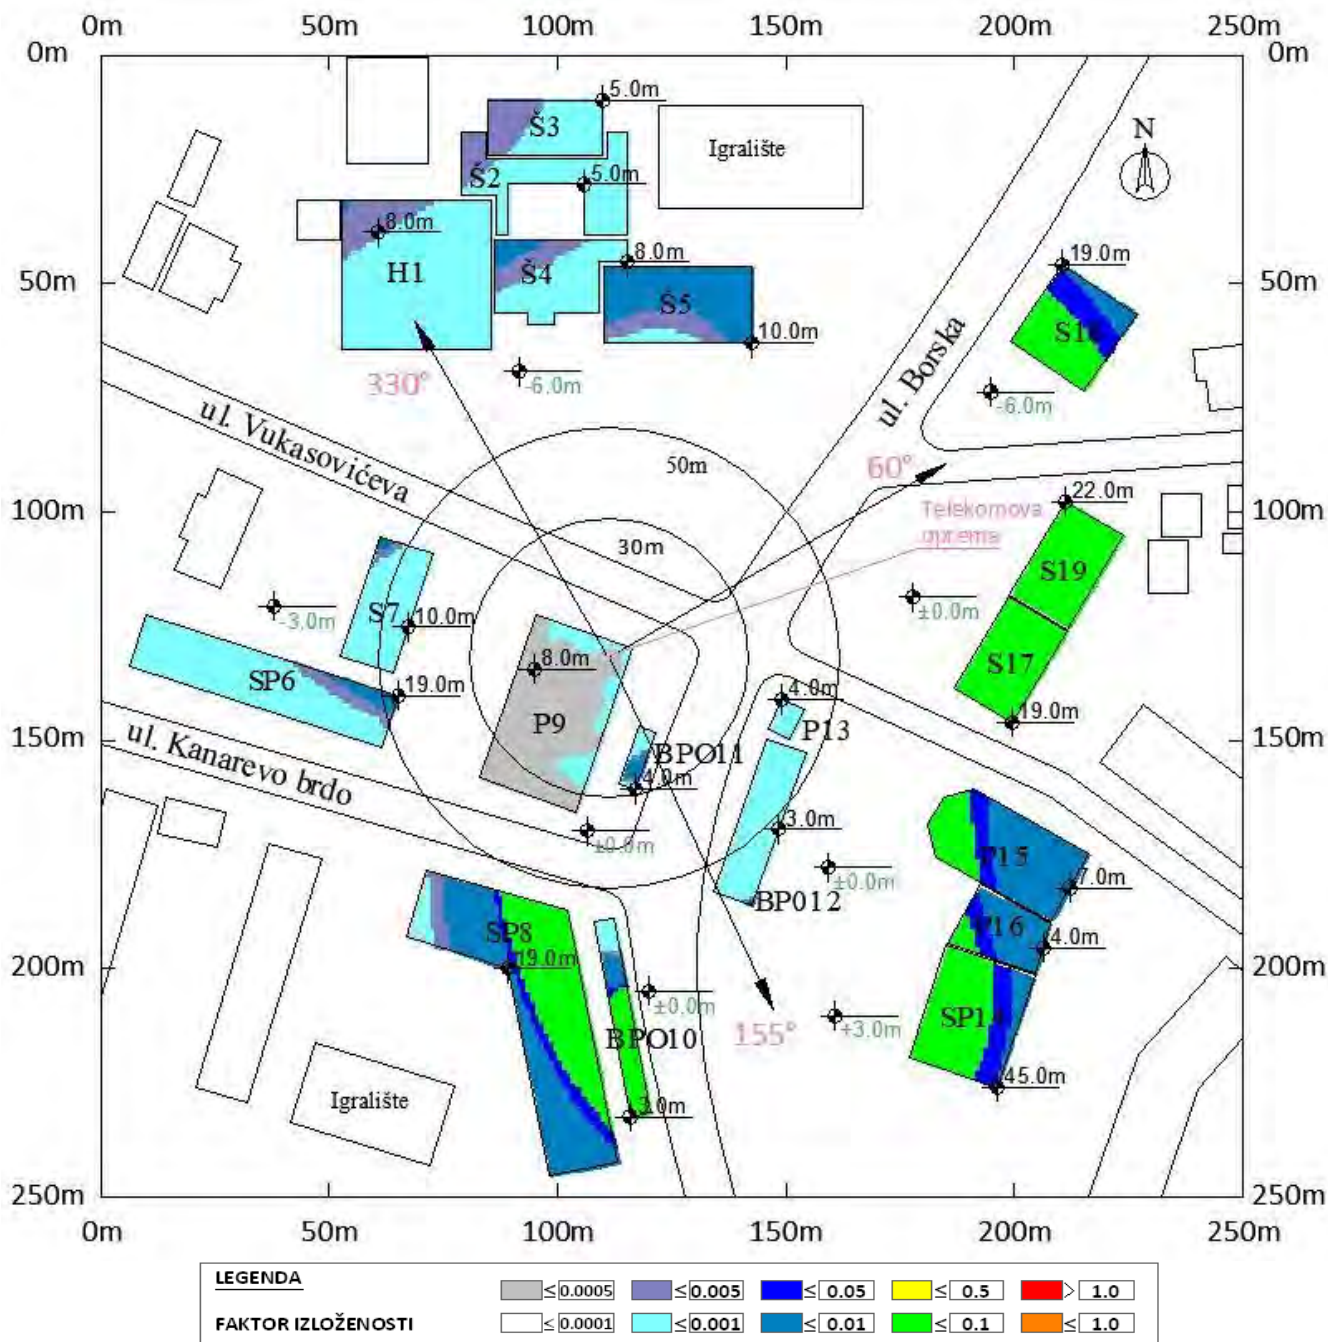 0m 50m 100m 150m 200m 250m
0m 0m
5.0m
Š3
Igralište
N
Š2
5.0m
8.0m
H1
8.0m
Š4
19.0m
50m 50m
Š5
10.0m
ul. Borska
330°
-6.0m
-6.0m
ul. Vukasovićeva
50m
60°
22.0m
Telekomova
oprema
100m 100m
30m
S19
±0.0m
-3.0m
S7
10.0m
8.0m
S17
SP6
19.0m
4.0m
P9
P13
19.0m
ul. Kanarevo brdo
BPO11
150m 150m
4.0m
3.0m
±0.0m
P15
±0.0m
7.0m
BPO12
P16
SP8
4.0m
19.0m
200m 200m
±0.0m
+3.0m
SP14
155°
BPO10
45.0m
Igralište
3.0m
250m 250m
0m 50m 100m 150m 200m 250m
LEGENDA
≤ 0.0005 ≤ 0.005 ≤ 0.05 ≤ 0.5 > 1.0
FAKTOR IZLOŽENOSTI
≤ 0.0001 ≤ 0.001 ≤ 0.01 ≤ 0.1 ≤ 1.0